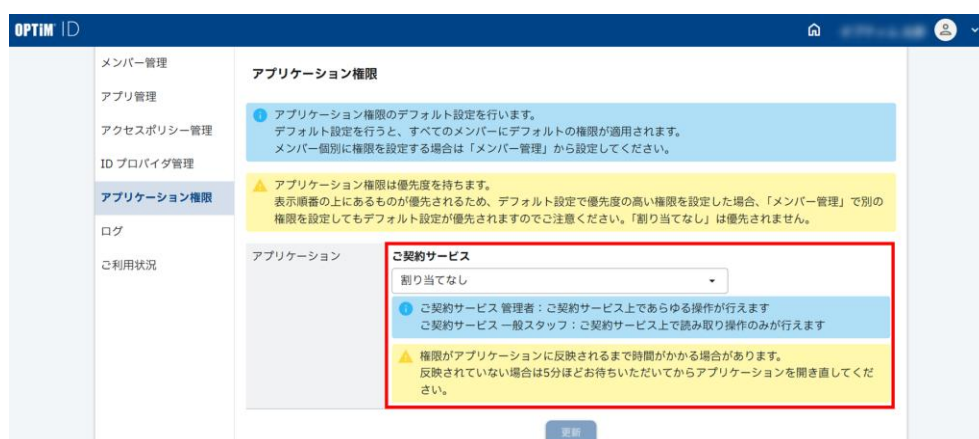 OPTiM ID
メンバー管理
アプリ管理
アクセスポリシー管理
ID プロバイダ管理
アプリケーション権限
ログ
ご利用状況
アプリケーション権限
アプリケーション権限のデフォルト設定を行います。
デフォルト設定を行うと、すべてのメンバーにデフォルトの権限が適用されます。
メンバー個別に権限を設定する場合は「メンバー管理」から設定してください。
アプリケーション権限は優先度を持ちます。
表示順番の上にあるものが優先されるため、デフォルト設定で優先度の高い権限を設定した場合、「メンバー管理」で別の
権限を設定してもデフォルト設定が優先されますのでご注意ください。「割り当てなし」は優先されません。
アプリケーション
ご契約サービス
割り当てなし
ご契約サービス 管理者：ご契約サービス上であらゆる操作が行えます
ご契約サービス 一般スタッフ：ご契約サービス上で読み取り操作のみが行えます
権限がアプリケーションに反映されるまで時間がかかる場合があります。
反映されていない場合は5分ほどお待ちいただいてからアプリケーションを開き直してくだ
さい。
更新